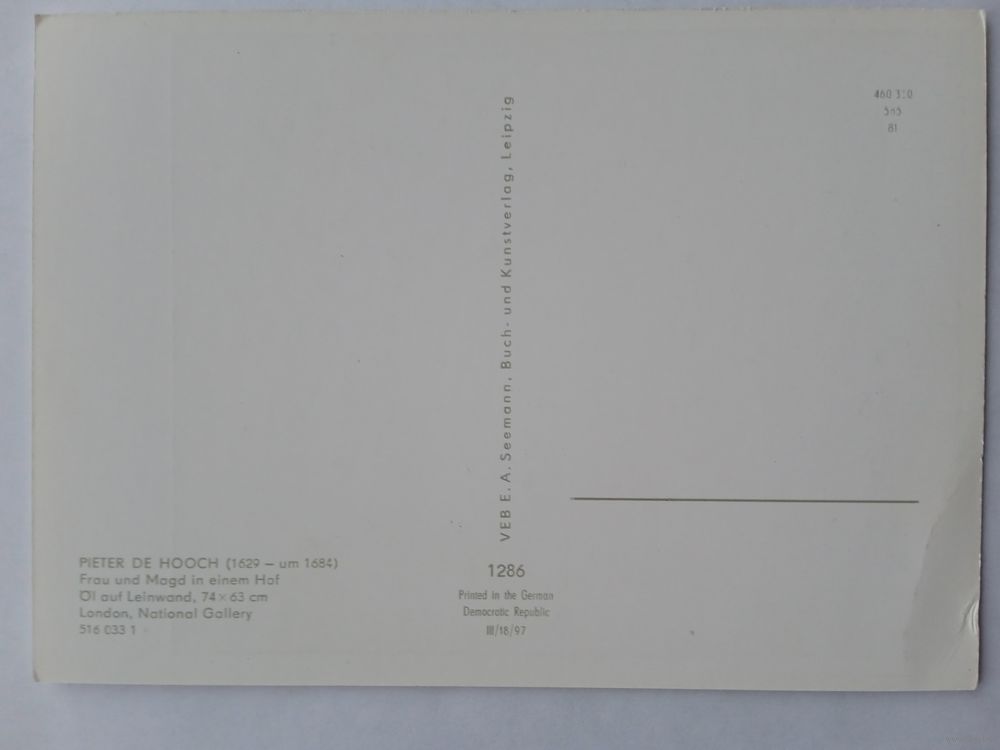 PIETER DE HOOCH (1629 – um 1684)
Frau und Magd in einem Hof
Öl auf Leinwand, 74 × 63 cm
London, National Gallery
516 033 1
VEB E. A. Seemann, Buch- und Kunstverlag, Leipzig
1286
Printed in the German
Democratic Republic
III/18/97
460
81